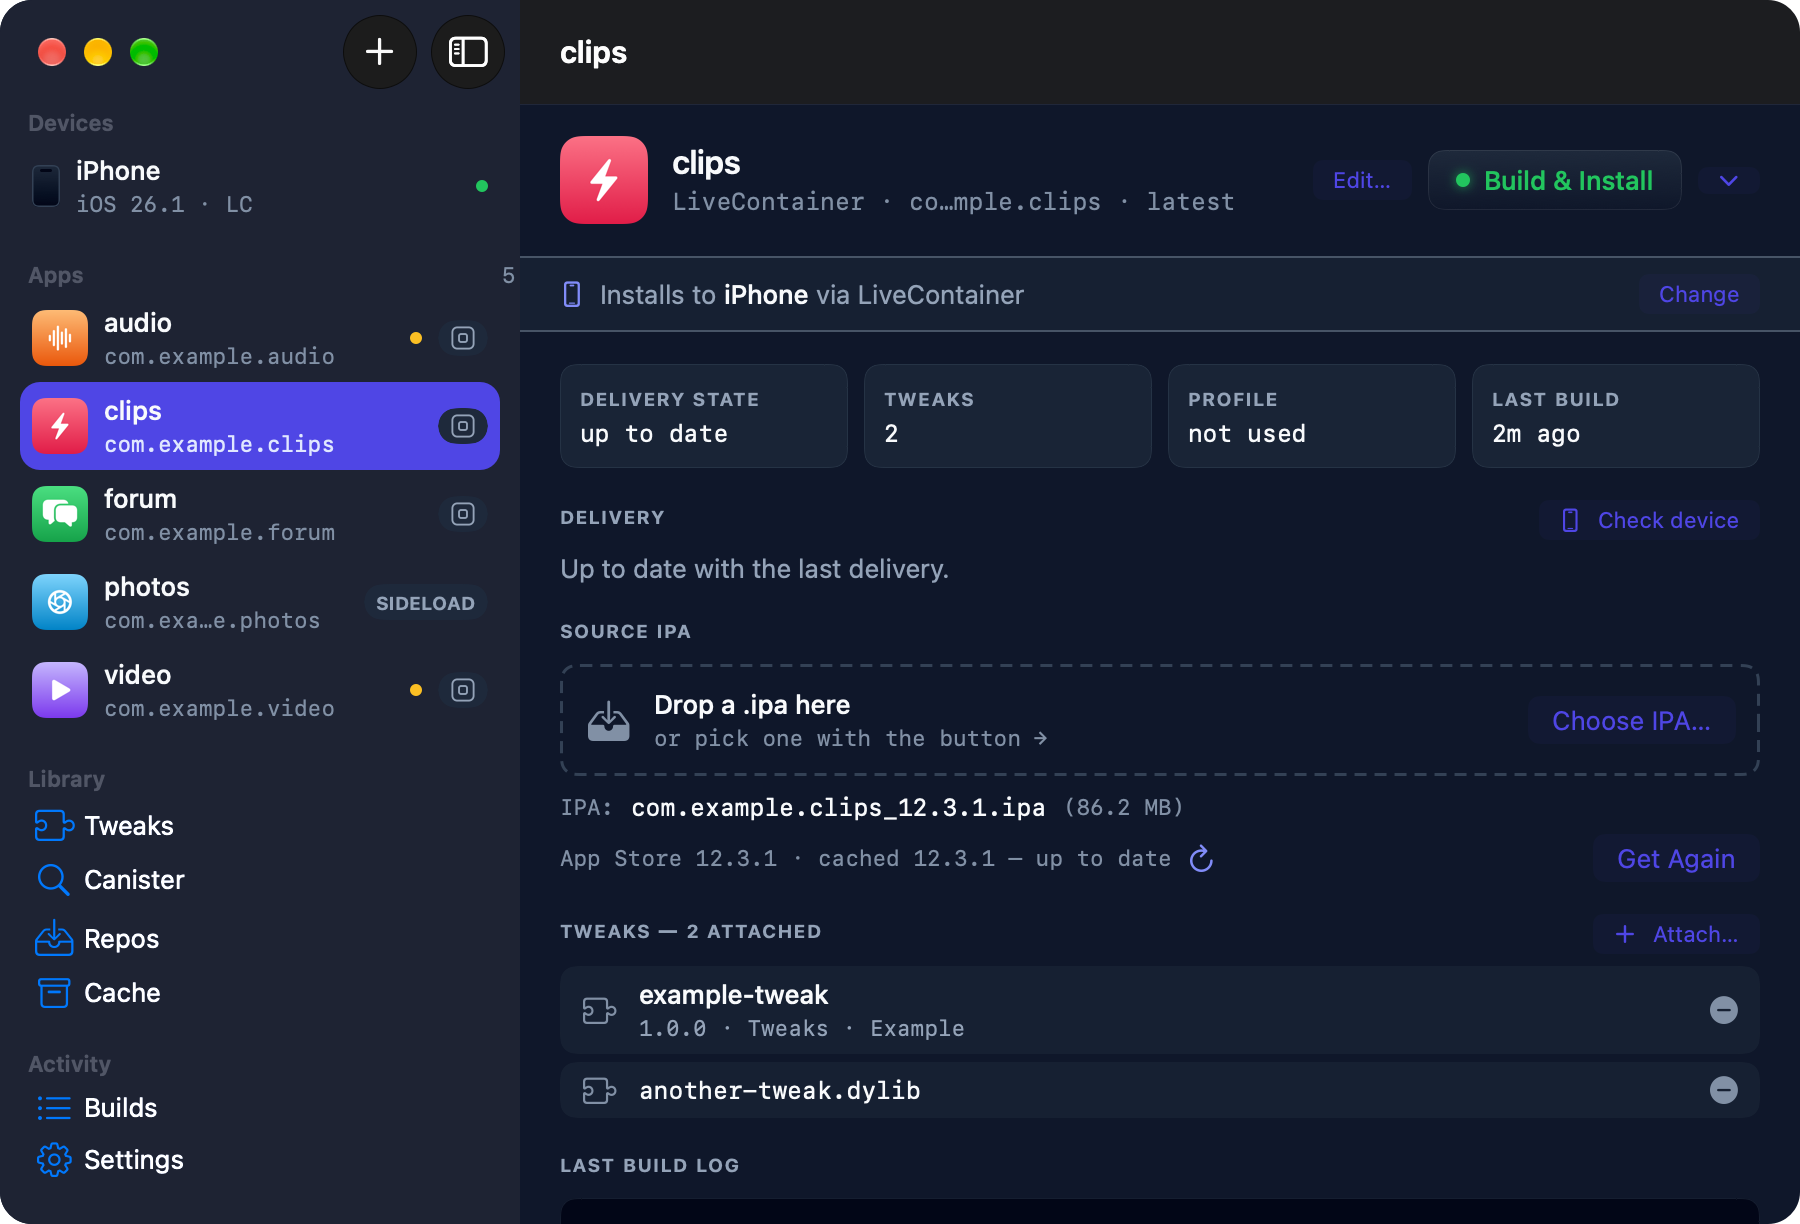 clips
Devices
iPhone
iOS 26.1 · LC
Apps 5
audio
com.example.audio
clips
com.example.clips
forum
com.example.forum
photos
com.exa…e.photos
SIDELOAD
video
com.example.video
Library
Tweaks
Canister
Repos
Cache
Activity
Builds
Settings
clips
LiveContainer · co…mple.clips · latest
Edit…
Build & Install
Installs to iPhone via LiveContainer
Change
DELIVERY STATE
up to date
TWEAKS
2
PROFILE
not used
LAST BUILD
2m ago
DELIVERY
Check device
Up to date with the last delivery.
SOURCE IPA
Drop a .ipa here
or pick one with the button →
Choose IPA…
IPA: com.example.clips_12.3.1.ipa (86.2 MB)
App Store 12.3.1 · cached 12.3.1 — up to date
Get Again
TWEAKS — 2 ATTACHED
+ Attach…
example-tweak
1.0.0 · Tweaks · Example
another-tweak.dylib
LAST BUILD LOG